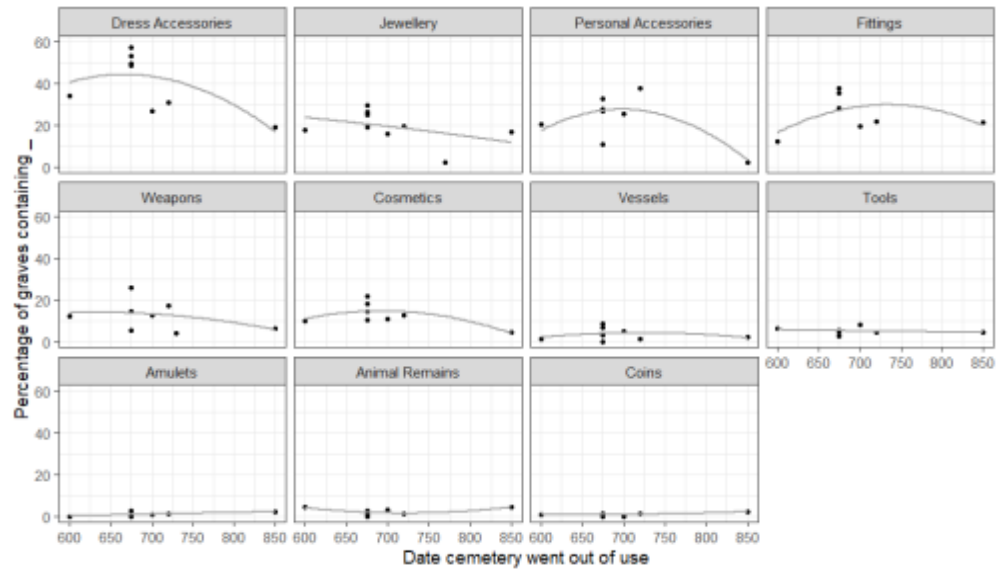 Dress Accessories Jewellery Personal Accessories Fittings
60
40
20
0
Weapons Cosmetics Vessels Tools
60
40
20
0
600 650 700 750 800 850
Amulets Animal Remains Coins
60
40
20
0
600 650 700 750 800 850 600 650 700 750 800 850 600 650 700 750 800 850
Date cemetery went out of use
Percentage of graves containing _